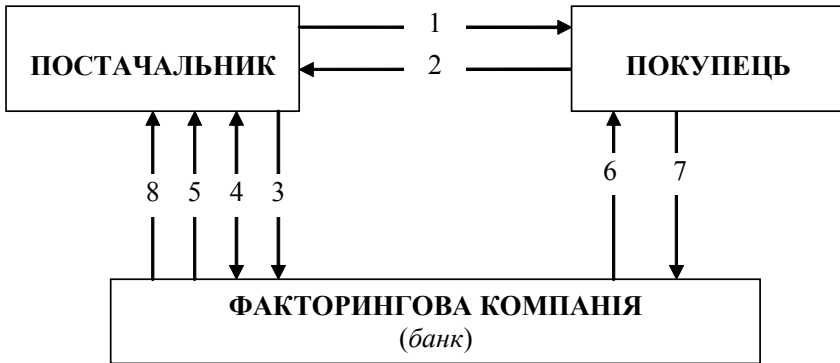 1
ПОСТАЧАЛЬНИК
2
ПОКУПЕЦЬ
8 5 4 3
6 7
ФАКТОРИНГОВА КОМПАНІЯ
(банк)